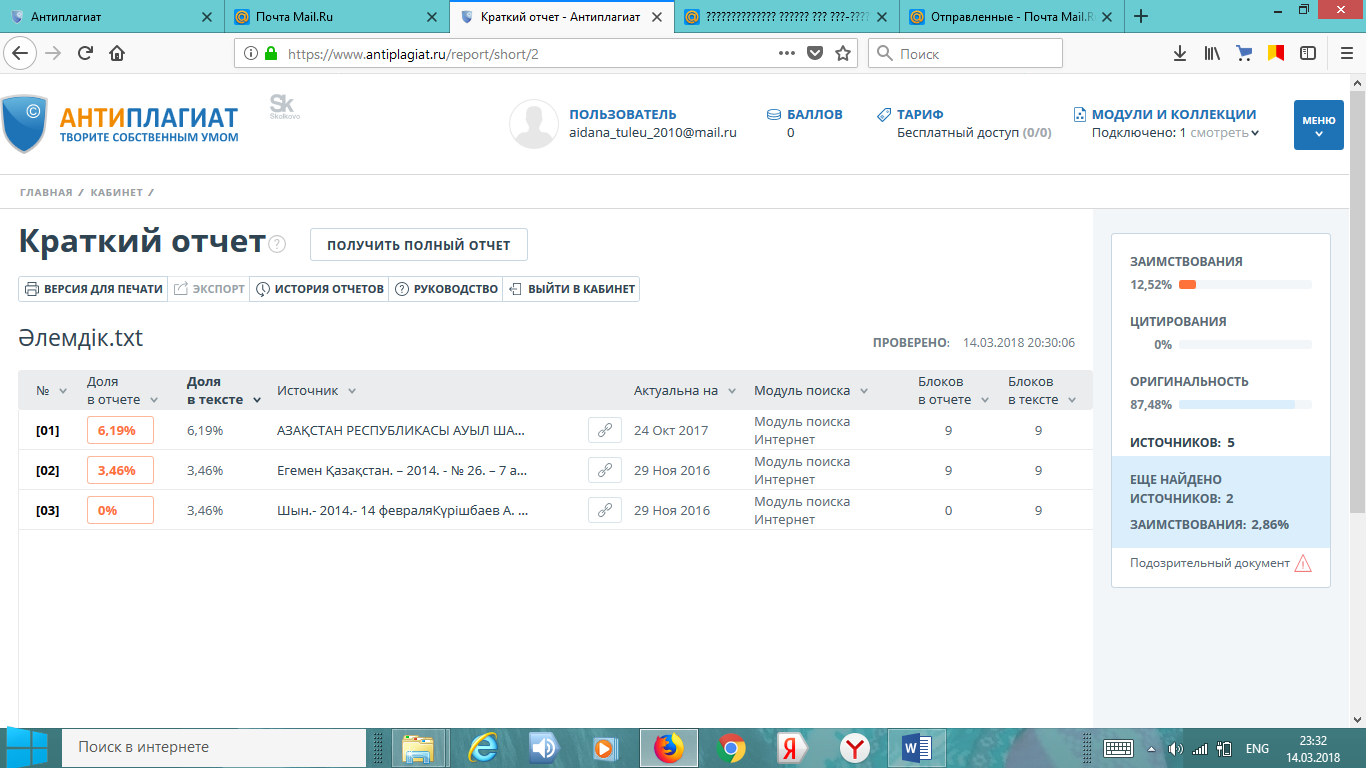 Антиплагиат
Почта Mail.Ru
Краткий отчет - Антиплагиат
?????????????? ?????? ??? ???-????
Отправленные - Почта Mail.R
https://www.antiplagiat.ru/report/short/2
Поиск
©
АНТИПЛАГИАТ
ТВОРИТЕ СОБСТВЕННЫМ УМОМ
Sk
Skolkovo
ПОЛЬЗОВАТЕЛЬ
aidana_tuleu_2010@mail.ru
БАЛЛОВ
0
ТАРИФ
Бесплатный доступ (0/0)
МОДУЛИ И КОЛЛЕКЦИИ
Подключено: 1 смотреть
МЕНЮ
ГЛАВНАЯ / КАБИНЕТ /
Краткий отчет ?
ПОЛУЧИТЬ ПОЛНЫЙ ОТЧЕТ
ВЕРСИЯ ДЛЯ ПЕЧАТИ
ЭКСПОРТ
ИСТОРИЯ ОТЧЕТОВ
РУКОВОДСТВО
ВЫЙТИ В КАБИНЕТ
Әлемдік.txt
ПРОВЕРЕНО: 14.03.2018 20:30:06
№
Доля
в отчете
Доля
в тексте
Источник
Актуальна на
Модуль поиска
Блоков
в отчете
Блоков
в тексте
[01] 6,19% 6,19% АЗАҚСТАН РЕСПУБЛИКАСЫ АУЫЛ ША... 24 Окт 2017 Модуль поиска
Интернет 9 9
[02] 3,46% 3,46% Егемен Қазақстан. – 2014. - № 26. – 7 а... 29 Ноя 2016 Модуль поиска
Интернет 9 9
[03] 0% 3,46% Шын.- 2014.- 14 февраляКүрішбаев А. ... 29 Ноя 2016 Модуль поиска
Интернет 0 9
ЗАИМСТВОВАНИЯ
12,52%
ЦИТИРОВАНИЯ
0%
ОРИГИНАЛЬНОСТЬ
87,48%
ИСТОЧНИКОВ: 5
ЕЩЕ НАЙДЕНО
ИСТОЧНИКОВ: 2
ЗАИМСТВОВАНИЯ: 2,86%
Подозрительный документ
Поиск в интернете
ENG
23:32
14.03.2018